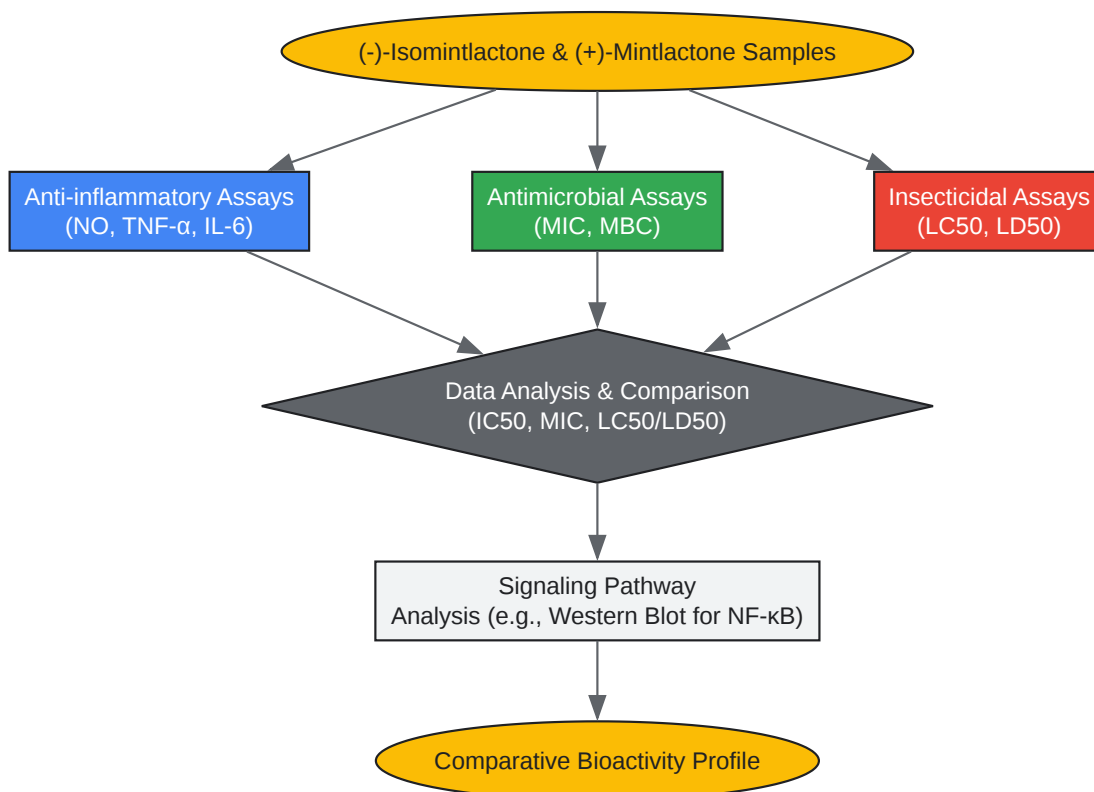 (-)-Isomintlactone & (+)-Mintlactone Samples
Anti-inflammatory Assays
(NO, TNF-α, IL-6)
Antimicrobial Assays
(MIC, MBC)
Insecticidal Assays
(LC50, LD50)
Data Analysis & Comparison
(IC50, MIC, LC50/LD50)
Signaling Pathway
Analysis (e.g., Western Blot for NF-κB)
Comparative Bioactivity Profile